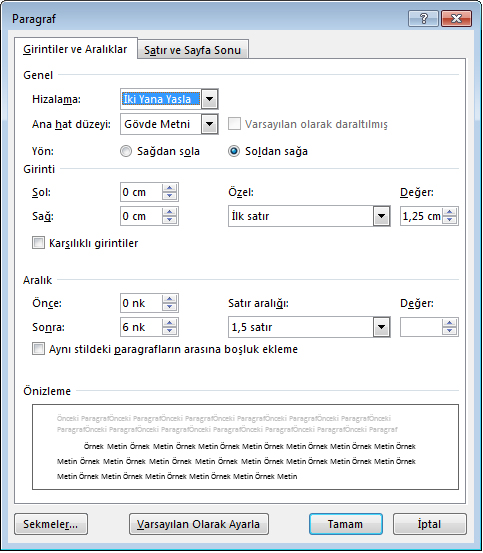 Paragraf
Girintiler ve Aralıklar Satır ve Sayfa Sonu
Genel
Hizalama: İki Yana Yasla
Ana hat düzeyi: Gövde Metni Varsayılan olarak daraltılmış
Yön: Sağdan sola Soldan sağa
Girinti
Sol: 0 cm Özel: Değer:
Sağ: 0 cm İlk satır 1,25 cm
Karşılıklı girintiler
Aralık
Önce: 0 nk Satır aralığı: Değer:
Sonra: 6 nk 1,5 satır
Aynı stildeki paragrafların arasına boşluk ekleme
Önizleme
Önceki ParagrafÖnceki ParagrafÖnceki ParagrafÖnceki ParagrafÖnceki ParagrafÖnceki
ParagrafÖnceki ParagrafÖnceki ParagrafÖnceki ParagrafÖnceki ParagrafÖnceki Paragraf
Örnek Metin Örnek Metin Örnek Metin Örnek Metin Örnek Metin Örnek Metin Örnek Metin Örnek
Metin Örnek Metin Örnek Metin Örnek Metin Örnek Metin Örnek Metin Örnek Metin Örnek
Metin Örnek Metin Örnek Metin Örnek Metin Örnek Metin
Sekmeler... Varsayılan Olarak Ayarla Tamam İptal